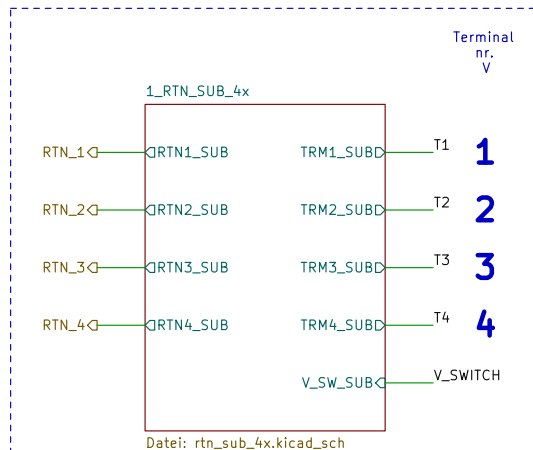 Terminal
nr.
V
1_RTN_SUB_4x
RTN_1 RTN1_SUB TRM1_SUB T1 1
RTN_2 RTN2_SUB TRM2_SUB T2 2
RTN_3 RTN3_SUB TRM3_SUB T3 3
RTN_4 RTN4_SUB TRM4_SUB T4 4
V_SW_SUB V_SWITCH
Datei: rtn_sub_4x.kicad_sch